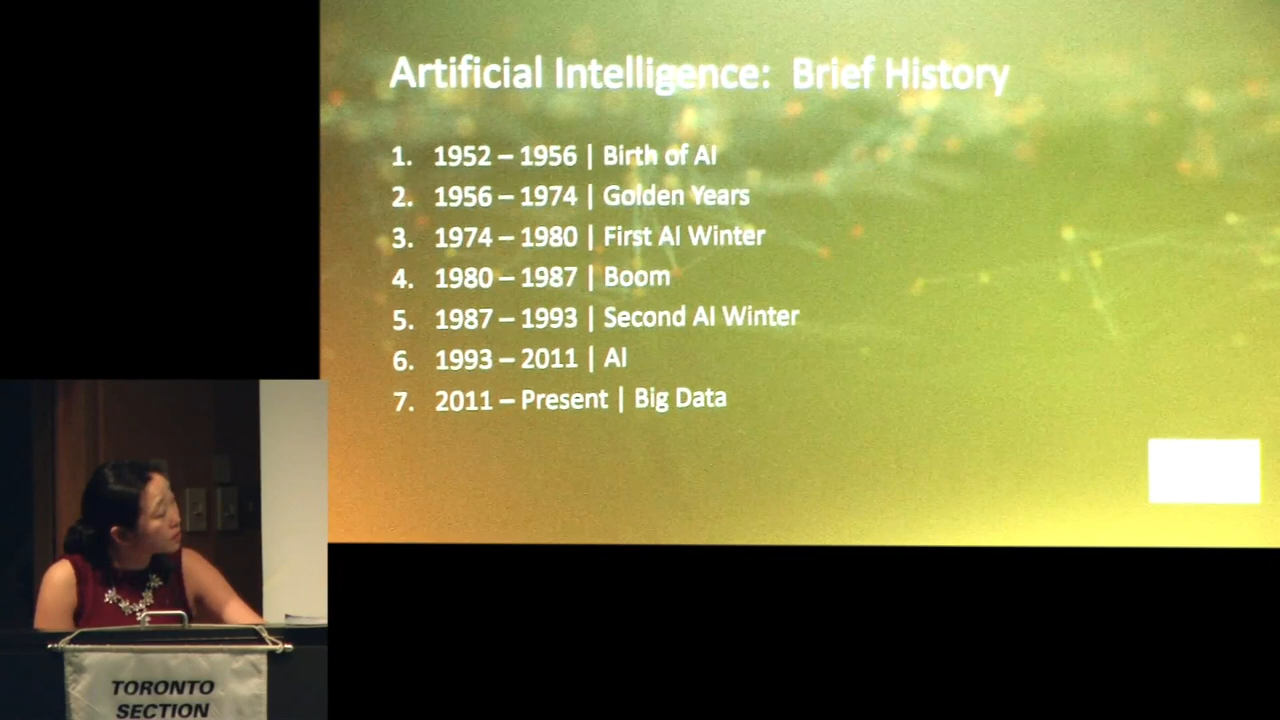 Artificial Intelligence: Brief History
1. 1952 – 1956 | Birth of AI
2. 1956 – 1974 | Golden Years
3. 1974 – 1980 | First AI Winter
4. 1980 – 1987 | Boom
5. 1987 – 1993 | Second AI Winter
6. 1993 – 2011 | AI
7. 2011 – Present | Big Data
TORONTO
SECTION